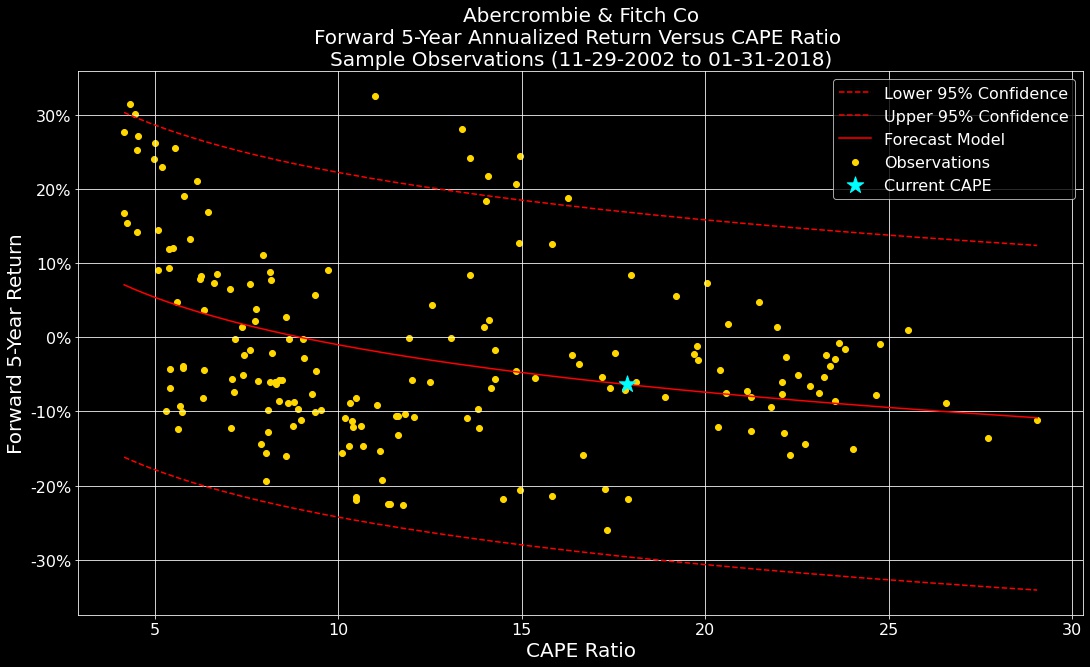 Abercrombie & Fitch Co
Forward 5-Year Annualized Return Versus CAPE Ratio
Sample Observations (11-29-2002 to 01-31-2018)
Lower 95% Confidence
Upper 95% Confidence
Forecast Model
Observations
Current CAPE
Forward 5-Year Return
30%
20%
10%
0%
-10%
-20%
-30%
5 10 15 20 25 30
CAPE Ratio